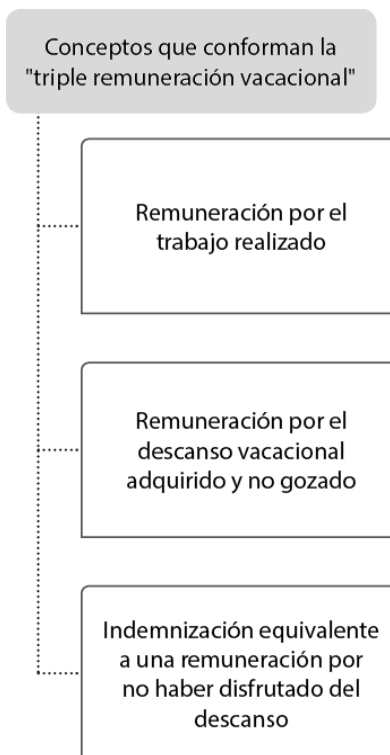 Conceptos que conforman la
"triple remuneración vacacional"
Remuneración por el
trabajo realizado
Remuneración por el
descanso vacacional
adquirido y no gozado
Indemnización equivalente
a una remuneración por
no haber disfrutado del
descanso